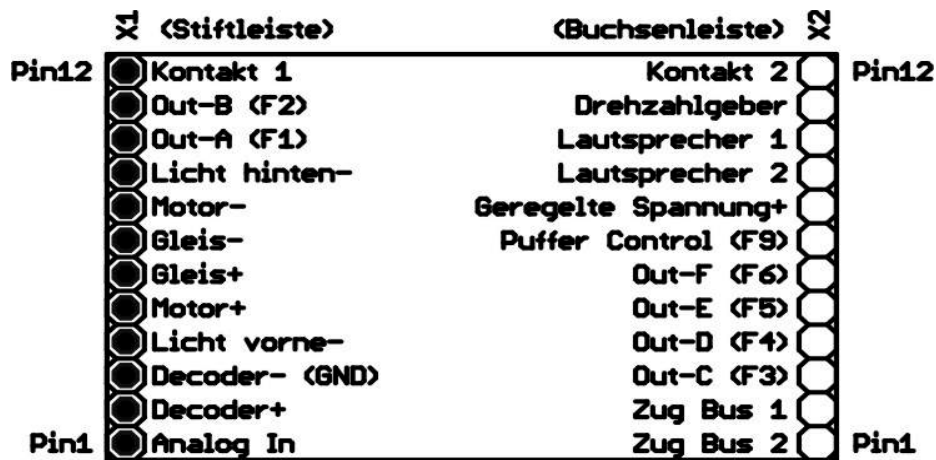 X1 (Stiftleiste) (Buchsenleiste) X2
Pin12 Kontakt 1 Kontakt 2 Pin12
Out-B (F2) Drehzahlgeber
Out-A (F1) Lautsprecher 1
Licht hinten- Lautsprecher 2
Motor- Geregelte Spannung+
Gleis- Puffer Control (F9)
Gleis+ Out-F (F6)
Motor+ Out-E (F5)
Licht vorne- Out-D (F4)
Decoder- (GND) Out-C (F3)
Decoder+ Zug Bus 1
Pin1 Analog In Zug Bus 2 Pin1